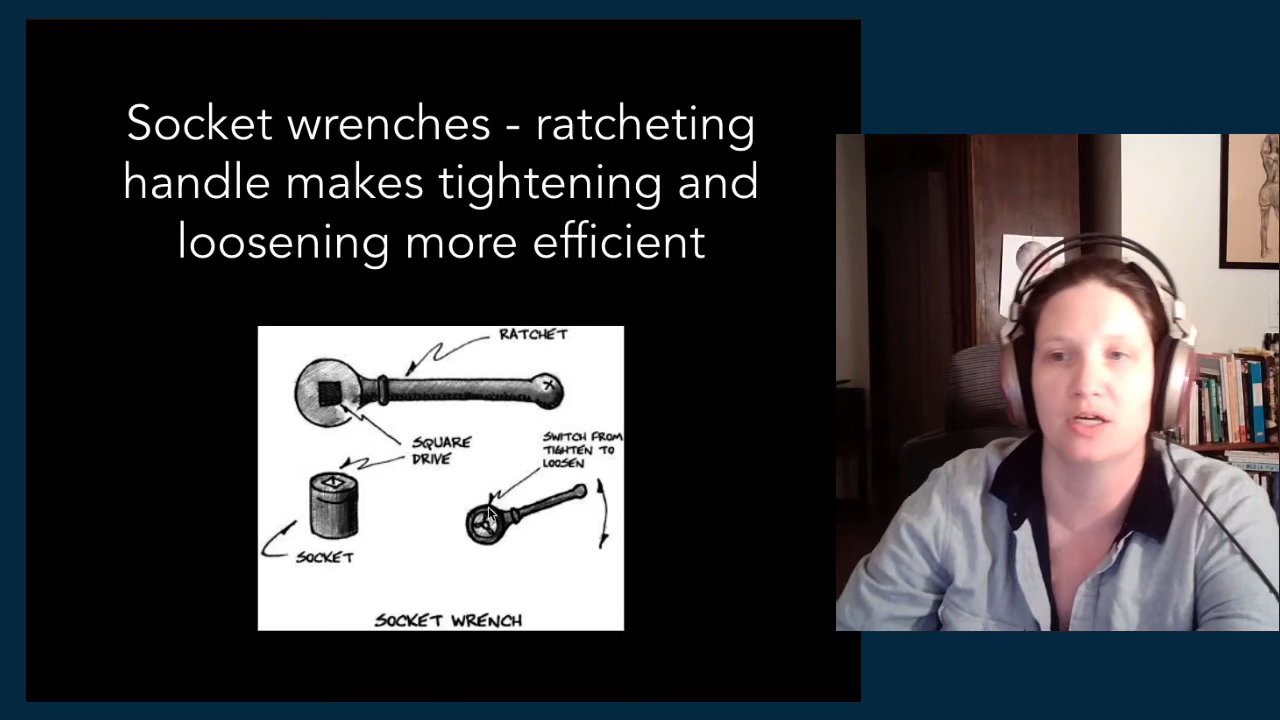 Socket wrenches - ratcheting
handle makes tightening and
loosening more efficient
RATCHET
SQUARE
DRIVE
SWITCH FROM
TIGHTEN TO
LOOSEN
SOCKET
SOCKET WRENCH